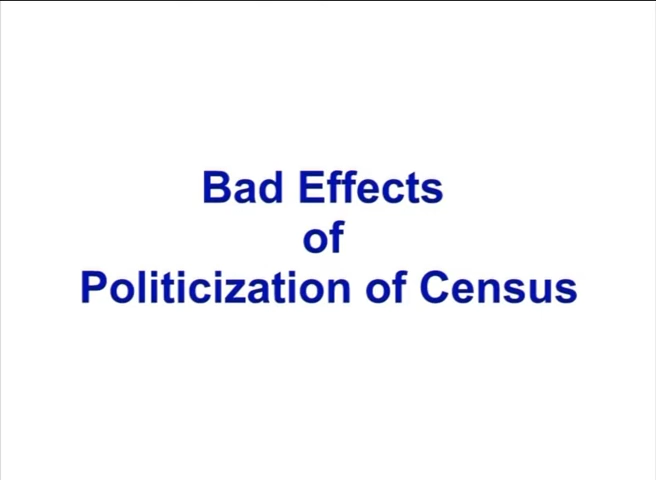 Bad Effects
of
Politicization of Census